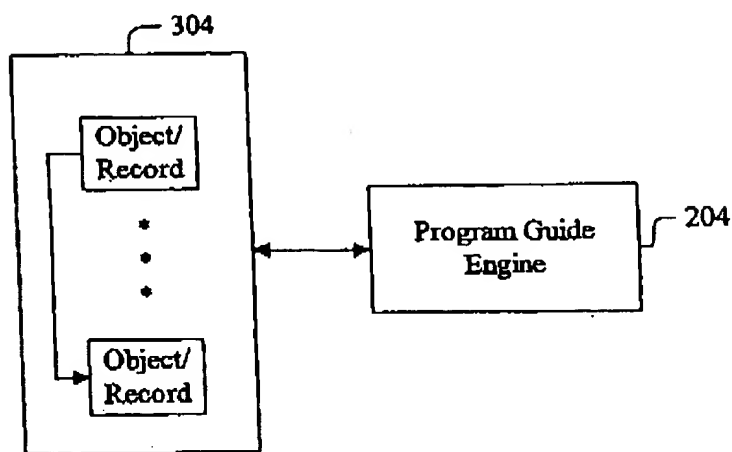 304
Object/
Record
Object/
Record
Program Guide
Engine
204